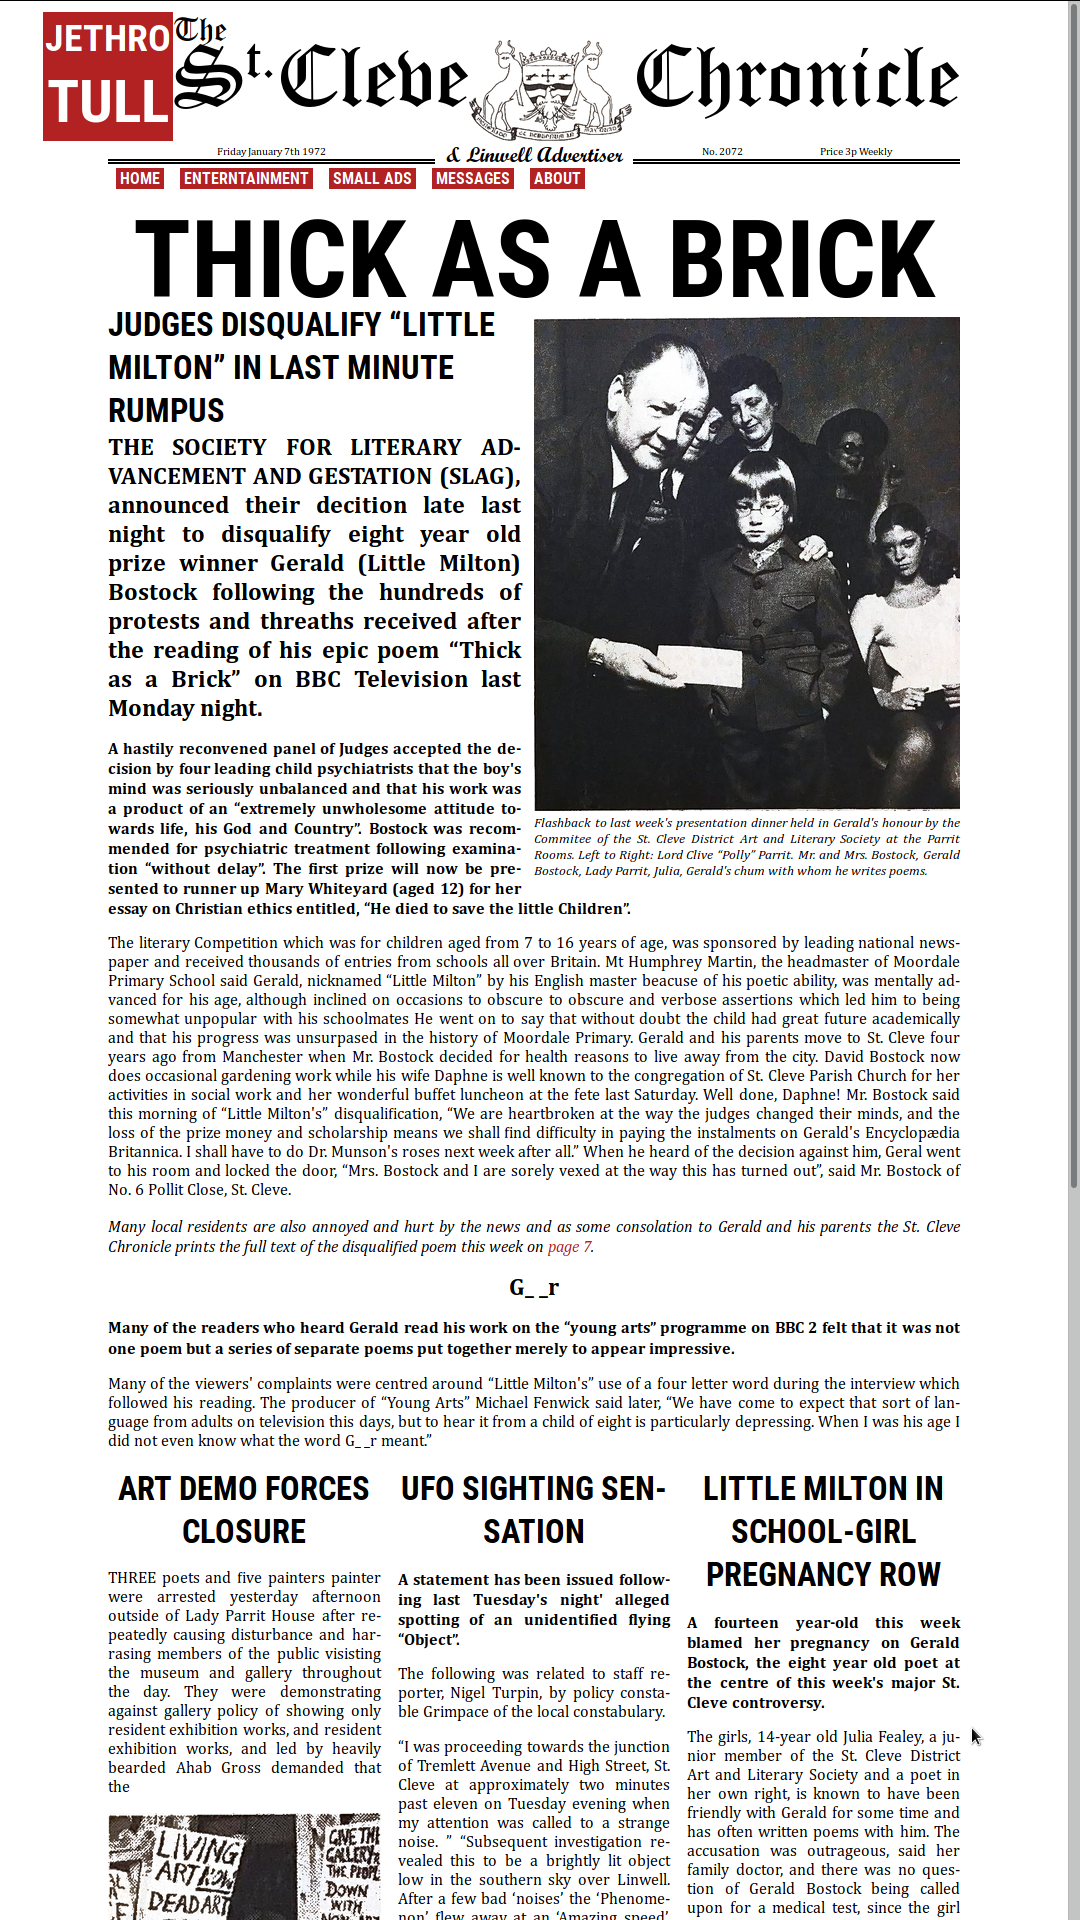 JETHRO
TULL
The
St. Cleve Chronicle
Friday January 7th 1972
& Linwell Advertiser
No. 2072
Price 3p Weekly
HOME
ENTERNTAINMENT
SMALL ADS
MESSAGES
ABOUT
THICK AS A BRICK
JUDGES DISQUALIFY “LITTLE
MILTON” IN LAST MINUTE
RUMPUS
THE SOCIETY FOR LITERARY AD-
VANCEMENT AND GESTATION (SLAG),
announced their decition late last
night to disqualify eight year old
prize winner Gerald (Little Milton)
Bostock following the hundreds of
protests and threaths received after
the reading of his epic poem “Thick
as a Brick” on BBC Television last
Monday night.
A hastily reconvened panel of Judges accepted the de-
cision by four leading child psychiatrists that the boy's
mind was seriously unbalanced and that his work was
a product of an “extremely unwholesome attitude to-
wards life, his God and Country”. Bostock was recom-
mended for psychiatric treatment following examina-
tion “without delay”. The first prize will now be pre-
sented to runner up Mary Whiteyard (aged 12) for her
essay on Christian ethics entitled, “He died to save the little Children”.
Flashback to last week's presentation dinner held in Gerald's honour by the
Commitee of the St. Cleve District Art and Literary Society at the Parrit
Rooms. Left to Right: Lord Clive “Polly” Parrit. Mr. and Mrs. Bostock, Gerald
Bostock, Lady Parrit, Julia, Gerald's chum with whom he writes poems.
The literary Competition which was for children aged from 7 to 16 years of age, was sponsored by leading national news-
paper and received thousands of entries from schools all over Britain. Mt Humphrey Martin, the headmaster of Moordale
Primary School said Gerald, nicknamed “Little Milton” by his English master beacuse of his poetic ability, was mentally ad-
vanced for his age, although inclined on occasions to obscure to obscure and verbose assertions which led him to being
somewhat unpopular with his schoolmates He went on to say that without doubt the child had great future academically
and that his progress was unsurpased in the history of Moordale Primary. Gerald and his parents move to St. Cleve four
years ago from Manchester when Mr. Bostock decided for health reasons to live away from the city. David Bostock now
does occasional gardening work while his wife Daphne is well known to the congregation of St. Cleve Parish Church for her
activities in social work and her wonderful buffet luncheon at the fete last Saturday. Well done, Daphne! Mr. Bostock said
this morning of “Little Milton's” disqualification, “We are heartbroken at the way the judges changed their minds, and the
loss of the prize money and scholarship means we shall find difficulty in paying the instalments on Gerald's Encyclopædia
Britannica. I shall have to do Dr. Munson's roses next week after all.” When he heard of the decision against him, Geral went
to his room and locked the door, “Mrs. Bostock and I are sorely vexed at the way this has turned out”, said Mr. Bostock of
No. 6 Pollit Close, St. Cleve.
Many local residents are also annoyed and hurt by the news and as some consolation to Gerald and his parents the St. Cleve
Chronicle prints the full text of the disqualified poem this week on page 7.
G_ _r
Many of the readers who heard Gerald read his work on the “young arts” programme on BBC 2 felt that it was not
one poem but a series of separate poems put together merely to appear impressive.
Many of the viewers' complaints were centred around “Little Milton's” use of a four letter word during the interview which
followed his reading. The producer of “Young Arts” Michael Fenwick said later, “We have come to expect that sort of lan-
guage from adults on television this days, but to hear it from a child of eight is particularly depressing. When I was his age I
did not even know what the word G_ _r meant.”
ART DEMO FORCES
CLOSURE
THREE poets and five painters painter
were arrested yesterday afternoon
outside of Lady Parrit House after re-
peatedly causing disturbance and har-
rasing members of the public visisting
the museum and gallery throughout
the day. They were demonstrating
against gallery policy of showing only
resident exhibition works, and resident
exhibition works, and led by heavily
bearded Ahab Gross demanded that
the
LIVING
ART NOW
DEAD ART
GIVE THE
GALLERY
THE PEOPL
DOWN
WITH
UFO SIGHTING SEN-
SATION
A statement has been issued follow-
ing last Tuesday's night' alleged
spotting of an unidentified flying
“Object”.
The following was related to staff re-
porter, Nigel Turpin, by policy consta-
ble Grimpace of the local constabulary.
“I was proceeding towards the junction
of Tremlett Avenue and High Street, St.
Cleve at approximately two minutes
past eleven on Tuesday evening when
my attention was called to a strange
noise. ” “Subsequent investigation re-
vealed this to be a brightly lit object
low in the southern sky over Linwell.
After a few bad ‘noises’ the ‘Phenome-
non’ flew away at an ‘Amazing speed’
LITTLE MILTON IN
SCHOOL-GIRL
PREGNANCY ROW
A fourteen year-old this week
blamed her pregnancy on Gerald
Bostock, the eight year old poet at
the centre of this week's major St.
Cleve controversy.
The girls, 14-year old Julia Fealey, a ju-
nior member of the St. Cleve District
Art and Literary Society and a poet in
her own right, is known to have been
friendly with Gerald for some time and
has often written poems with him. The
accusation was outrageous, said her
family doctor, and there was no ques-
tion of Gerald Bostock being called
upon for a medical test, since the girl